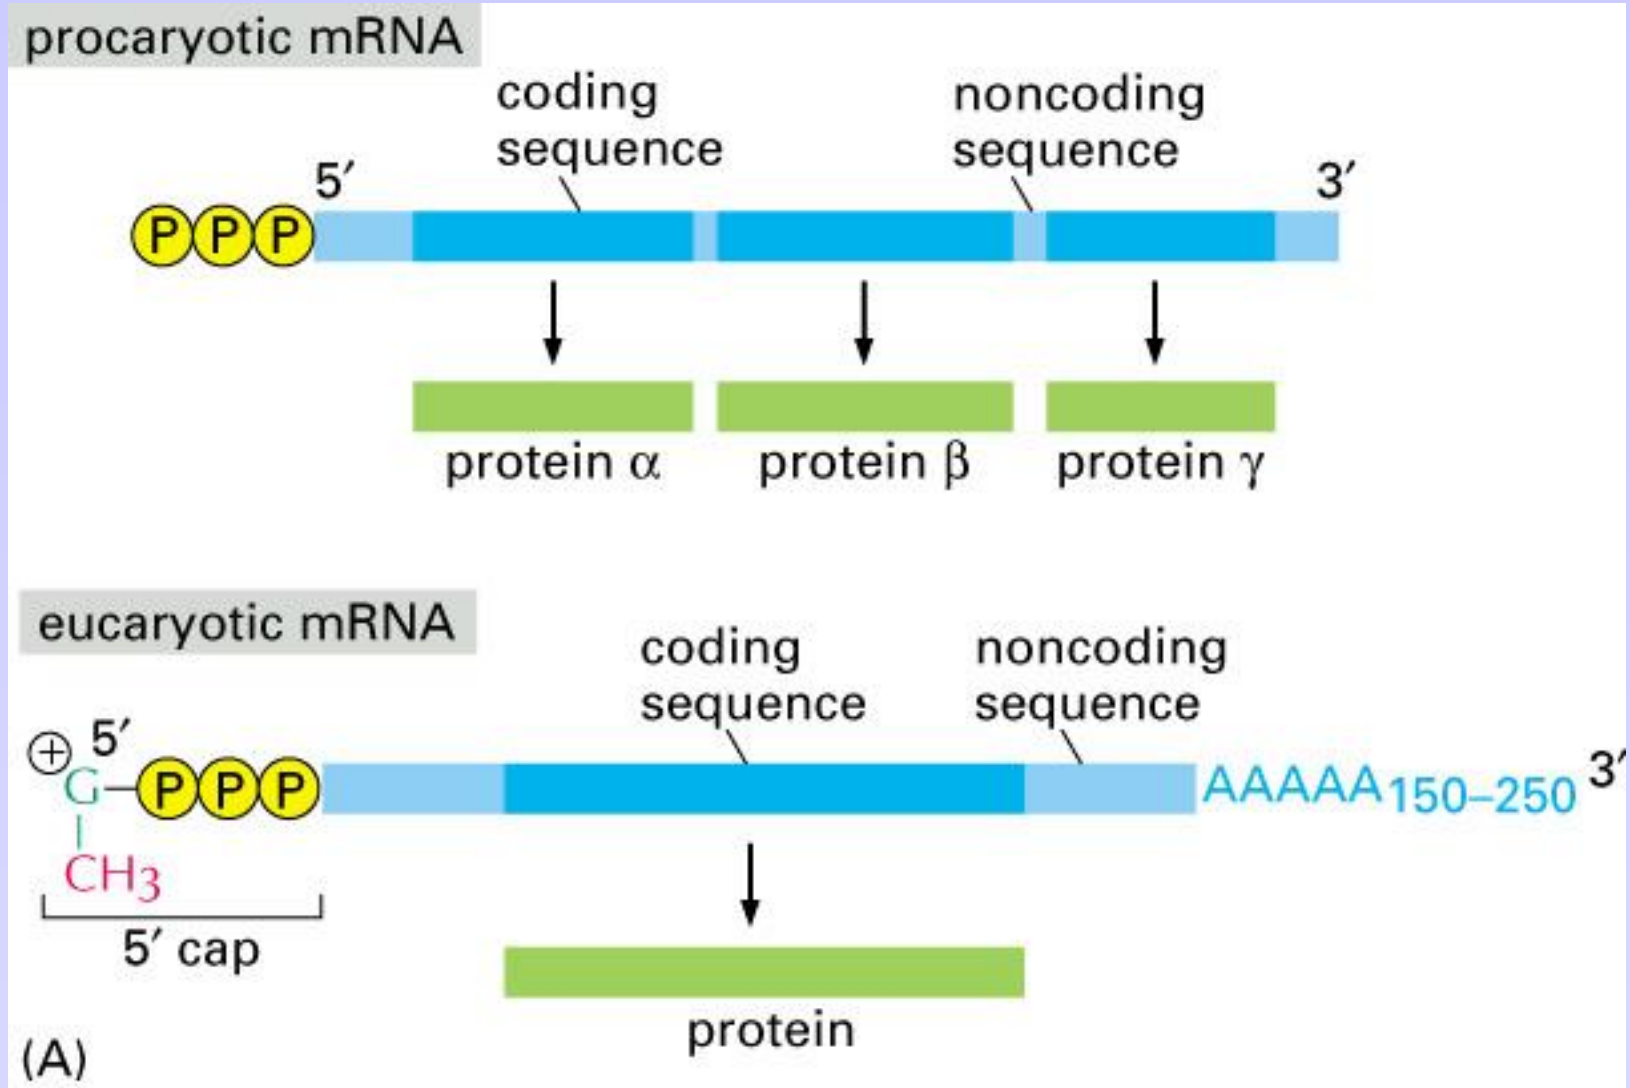 procaryotic mRNA
coding
sequence
noncoding
sequence
5′
3′
P P P
protein α
protein β
protein γ
eucaryotic mRNA
coding
sequence
noncoding
sequence
+
5′
G
P P P
AAAAA150–250
3′
CH3
5′ cap
protein
(A)